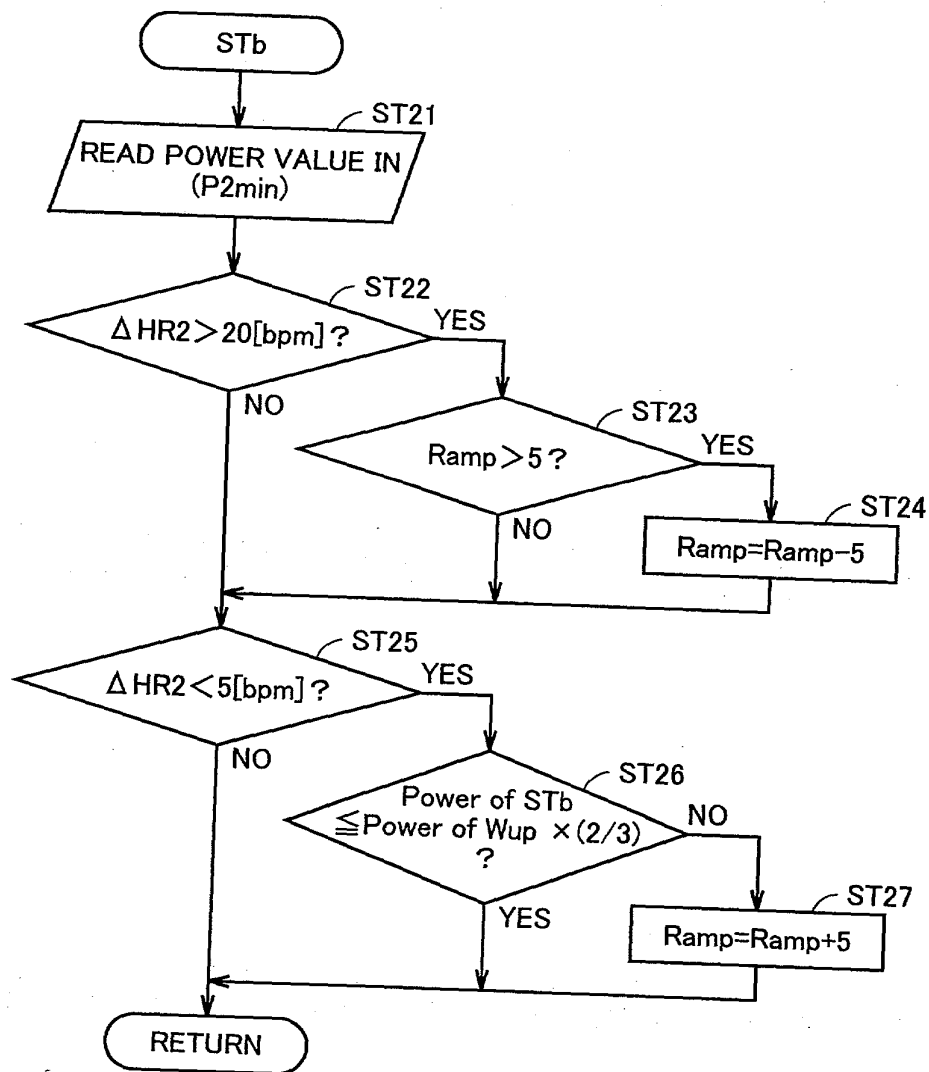 STb
ST21
READ POWER VALUE IN
(P2min)
ST22
ΔHR2>20[bpm]?
YES
NO
ST23
Ramp>5?
YES
NO
ST24
Ramp=Ramp-5
ST25
ΔHR2<5[bpm]?
YES
NO
ST26
Power of STb
≦Power of Wup ×(2/3)
?
NO
YES
ST27
Ramp=Ramp+5
RETURN